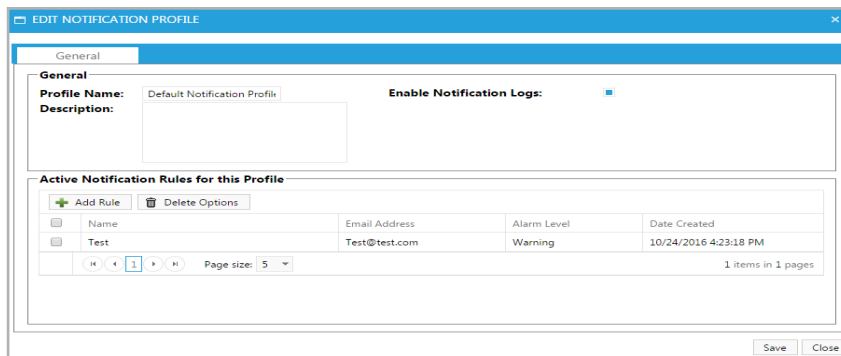 EDIT NOTIFICATION PROFILE
General
General
Profile Name: Default Notification Profil Enable Notification Logs:
Description:
Active Notification Rules for this Profile
Add Rule Delete Options
Name Email Address Alarm Level Date Created
Test Test@test.com Warning 10/24/2016 4:23:18 PM
1 Page size: 5 1 items in 1 pages
Save Close